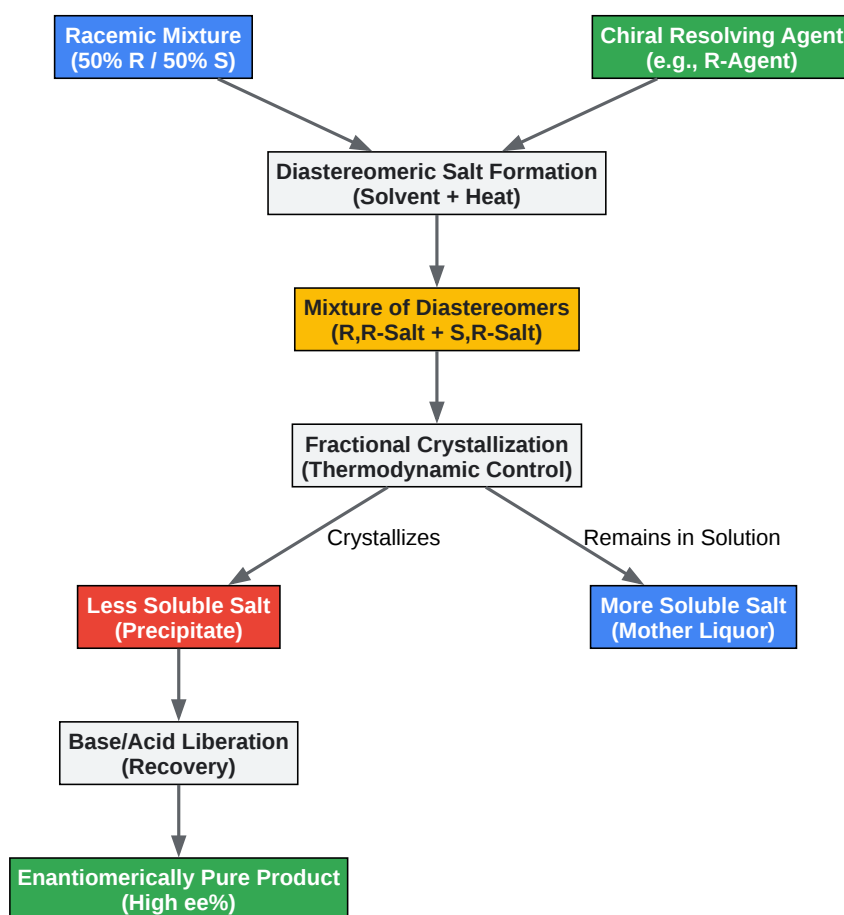 Racemic Mixture
(50% R / 50% S)
Chiral Resolving Agent
(e.g., R-Agent)
Diastereomeric Salt Formation
(Solvent + Heat)
Mixture of Diastereomers
(R,R-Salt + S,R-Salt)
Fractional Crystallization
(Thermodynamic Control)
Crystallizes
Remains in Solution
Less Soluble Salt
(Precipitate)
More Soluble Salt
(Mother Liquor)
Base/Acid Liberation
(Recovery)
Enantiomerically Pure Product
(High ee%)